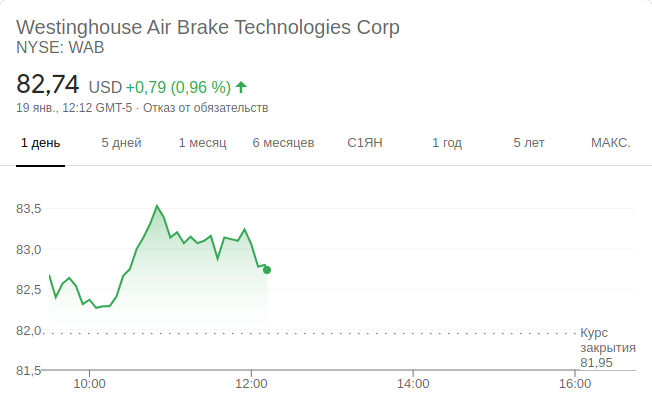 Westinghouse Air Brake Technologies Corp
NYSE: WAB
82,74 USD +0,79 (0,96 %)
19 янв., 12:12 GMT-5 · Отказ от обязательств
1 день 5 дней 1 месяц 6 месяцев С1ЯН 1 год 5 лет МАКС.
83,5
83,0
82,5
82,0
Курс
закрытия
81,95
81,5
10:00 12:00 14:00 16:00